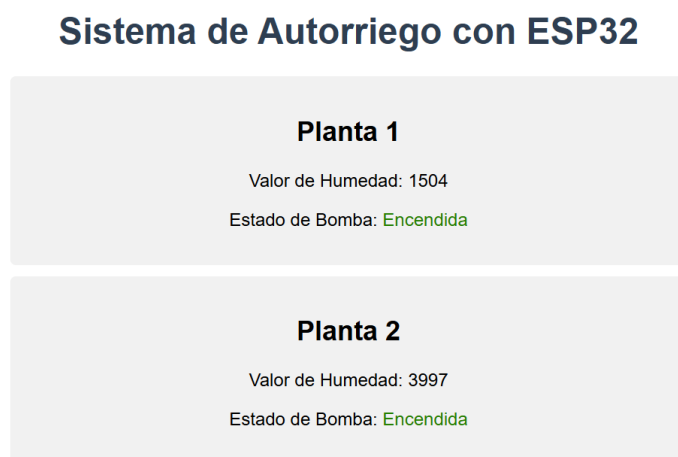 Sistema de Autorriego con ESP32
Planta 1
Valor de Humedad: 1504
Estado de Bomba: Encendida
Planta 2
Valor de Humedad: 3997
Estado de Bomba: Encendida